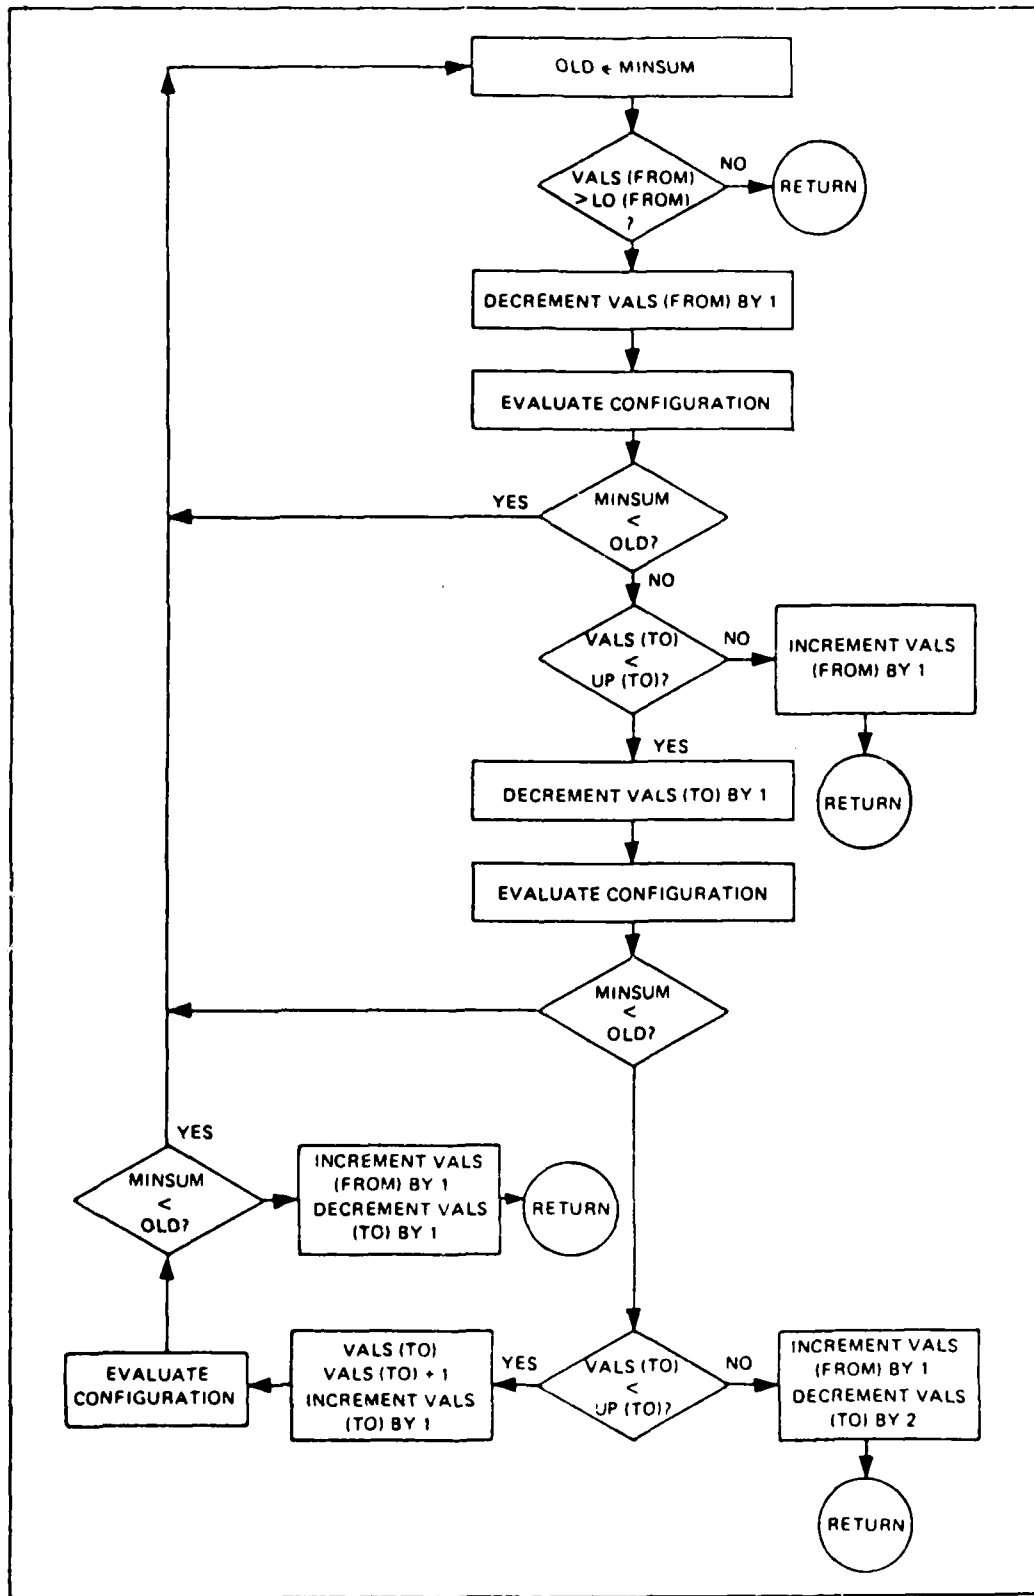 OLD ← MINSUM
VALS (FROM)
> LO (FROM)
?
NO
RETURN
DECREMENT VALS (FROM) BY 1
EVALUATE CONFIGURATION
MINSUM
<
OLD?
YES
NO
VALS (TO)
<
UP (TO)?
NO
INCREMENT VALS
(FROM) BY 1
RETURN
YES
DECREMENT VALS (TO) BY 1
EVALUATE CONFIGURATION
MINSUM
<
OLD?
YES
MINSUM
<
OLD?
INCREMENT VALS
(FROM) BY 1
DECREMENT VALS
(TO) BY 1
RETURN
EVALUATE
CONFIGURATION
VALS (TO)
VALS (TO) + 1
INCREMENT VALS
(TO) BY 1
YES
VALS (TO)
<
UP (TO)?
NO
INCREMENT VALS
(FROM) BY 1
DECREMENT VALS
(TO) BY 2
RETURN